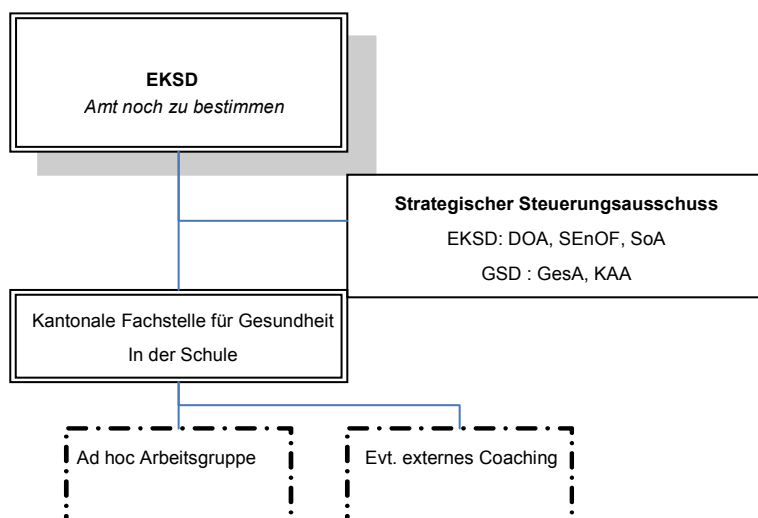 EKSD
Amt noch zu bestimmen
Strategischer Steuerungsausschuss
EKSD: DOA, SEnOF, SoA
GSD : GesA, KAA
Kantonale Fachstelle für Gesundheit
In der Schule
Ad hoc Arbeitsgruppe
Evt. externes Coaching